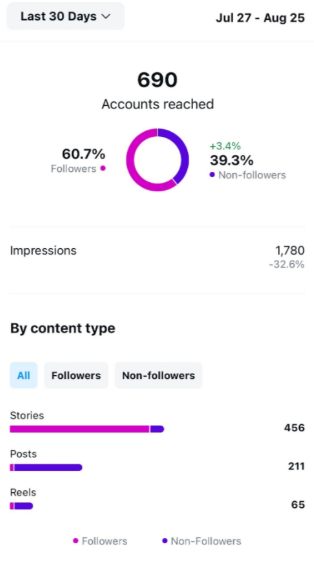 Last 30 Days
Jul 27 - Aug 25
690
Accounts reached
60.7%
Followers
+3.4%
39.3%
Non-followers
Impressions
1,780
-32.6%
By content type
All
Followers
Non-followers
Stories
456
Posts
211
Reels
65
Followers
Non-Followers